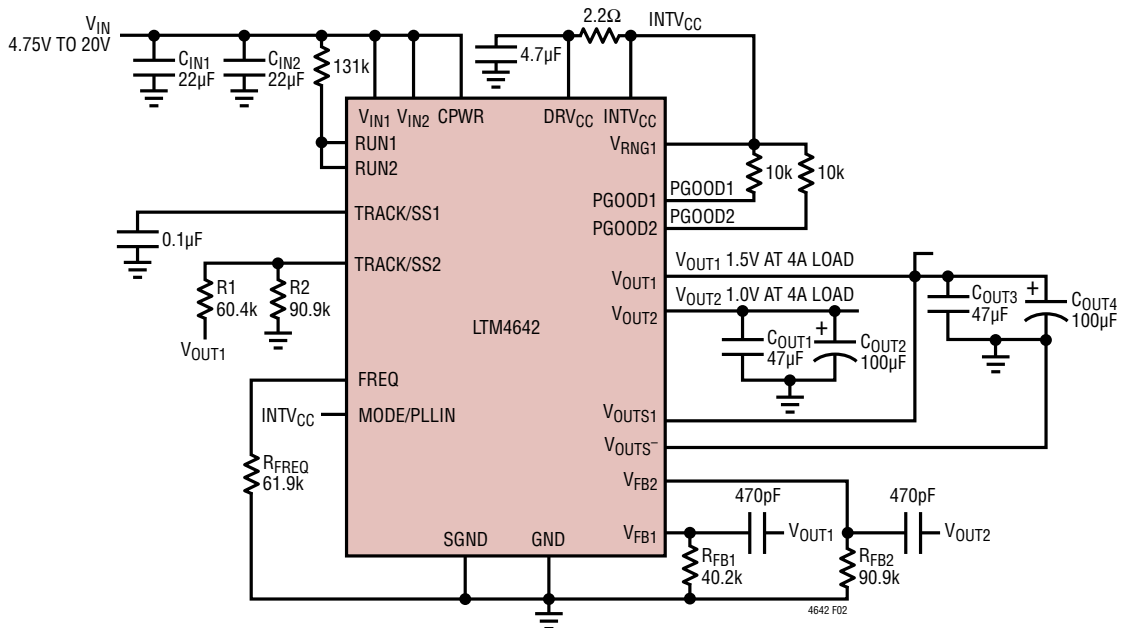 VIN
4.75V TO 20V
CIN1
22µF
CIN2
22µF
131k
4.7µF
2.2Ω
INTVCC
VIN1
VIN2
CPWR
DRVCC
INTVCC
RUN1
RUN2
VRNG1
10k
10k
PGOOD1
PGOOD1
PGOOD2
PGOOD2
TRACK/SS1
0.1µF
TRACK/SS2
R1
60.4k
R2
90.9k
VOUT1
LTM4642
VOUT1
VOUT1 1.5V AT 4A LOAD
VOUT2
VOUT2 1.0V AT 4A LOAD
COUT3
47µF
+
COUT4
100µF
COUT1
47µF
+
COUT2
100µF
FREQ
INTVCC
MODE/PLLIN
RFREQ
61.9k
VOUTS1
VOUTS–
VFB2
VFB1
470pF
VOUT1
470pF
VOUT2
RFB1
40.2k
RFB2
90.9k
SGND
GND
4642 F02